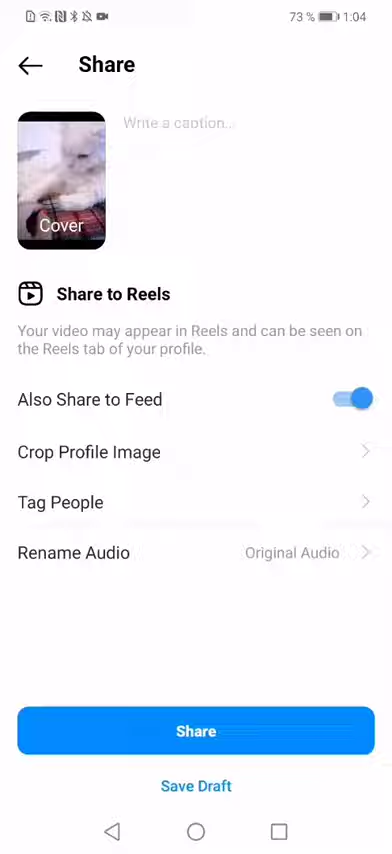 73 % 1:04
Share
Write a caption...
Cover
Share to Reels
Your video may appear in Reels and can be seen on
the Reels tab of your profile.
Also Share to Feed
Crop Profile Image
Tag People
Rename Audio Original Audio
Share
Save Draft